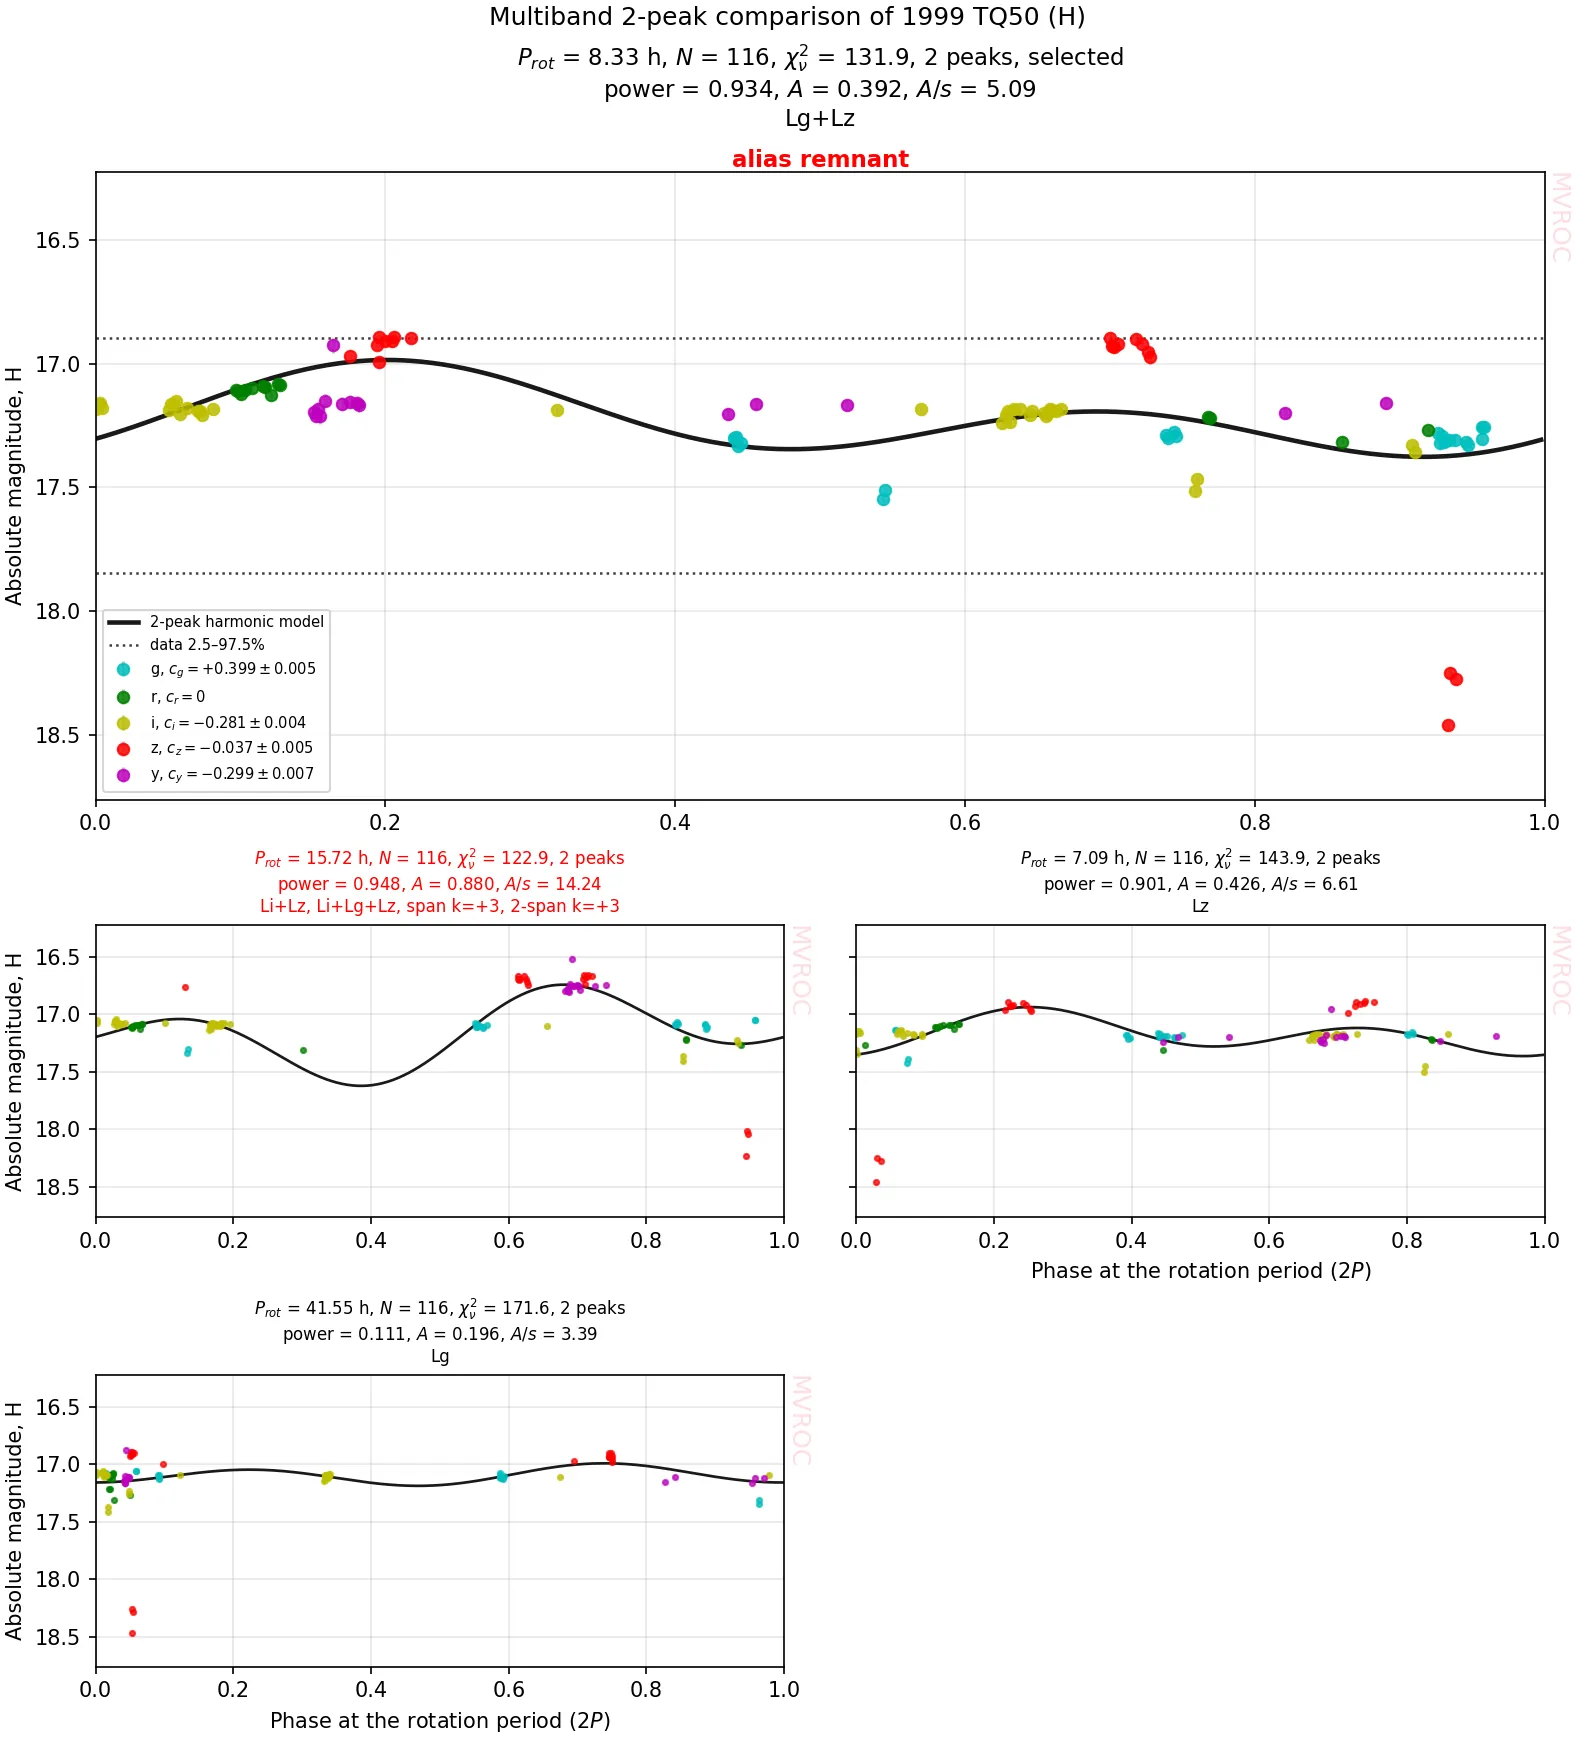 Multiband 2-peak comparison of 1999 TQ50 (H)
P_rot = 8.33 h, N = 116, χ²_ν = 131.9, 2 peaks, selected
power = 0.934, A = 0.392, A/s = 5.09
Lg+Lz
alias remnant
MVROC
Absolute magnitude, H
16.5
17.0
17.5
18.0
18.5
2-peak harmonic model
data 2.5–97.5%
g, c_g = +0.399 ± 0.005
r, c_r = 0
i, c_i = −0.281 ± 0.004
z, c_z = −0.037 ± 0.005
y, c_y = −0.299 ± 0.007
0.0 0.2 0.4 0.6 0.8 1.0
P_rot = 15.72 h, N = 116, χ²_ν = 122.9, 2 peaks
power = 0.948, A = 0.880, A/s = 14.24
Li+Lz, Li+Lg+Lz, span k=+3, 2-span k=+3
MVROC
Absolute magnitude, H
16.5
17.0
17.5
18.0
18.5
0.0 0.2 0.4 0.6 0.8 1.0
P_rot = 7.09 h, N = 116, χ²_ν = 143.9, 2 peaks
power = 0.901, A = 0.426, A/s = 6.61
Lz
MVROC
0.0 0.2 0.4 0.6 0.8 1.0
Phase at the rotation period (2P)
P_rot = 41.55 h, N = 116, χ²_ν = 171.6, 2 peaks
power = 0.111, A = 0.196, A/s = 3.39
Lg
MVROC
Absolute magnitude, H
16.5
17.0
17.5
18.0
18.5
0.0 0.2 0.4 0.6 0.8 1.0
Phase at the rotation period (2P)